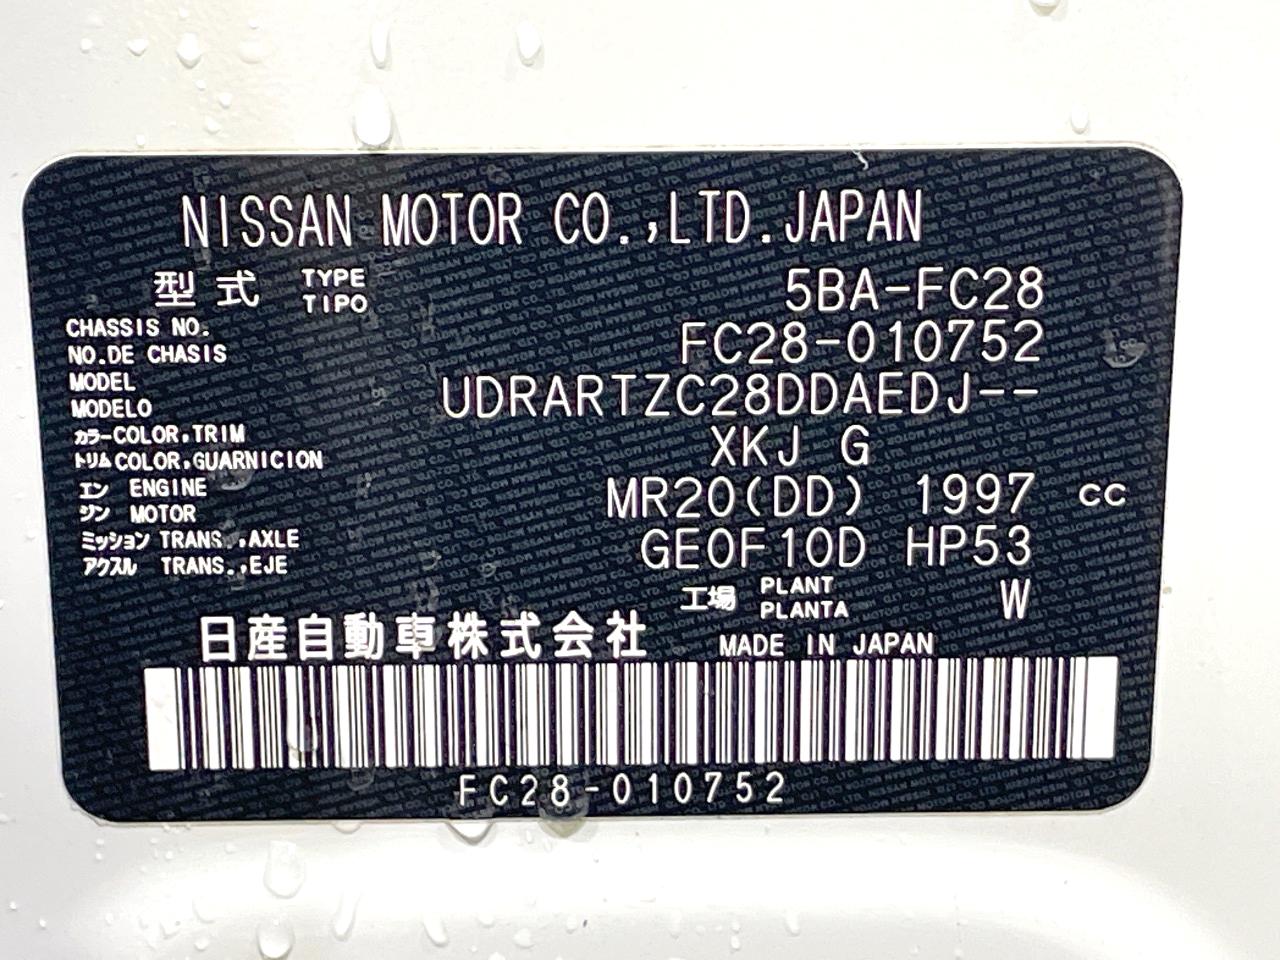 NISSAN MOTOR CO.,LTD.JAPAN
型式 TYPE TIPO 5BA-FC28
CHASSIS NO. NO.DE CHASIS FC28-010752
MODEL MODELO UDRARTZC28DDAEDJ--
カラー COLOR,TRIM
トリム COLOR,GUARNICION XKJ G
エンジン ENGINE MOTOR MR20(DD) 1997 CC
ミッション TRANS.,AXLE
アクスル TRANS.,EJE GE0F10D HP53
工場 PLANT PLANTA W
日産自動車株式会社 MADE IN JAPAN
FC28-010752